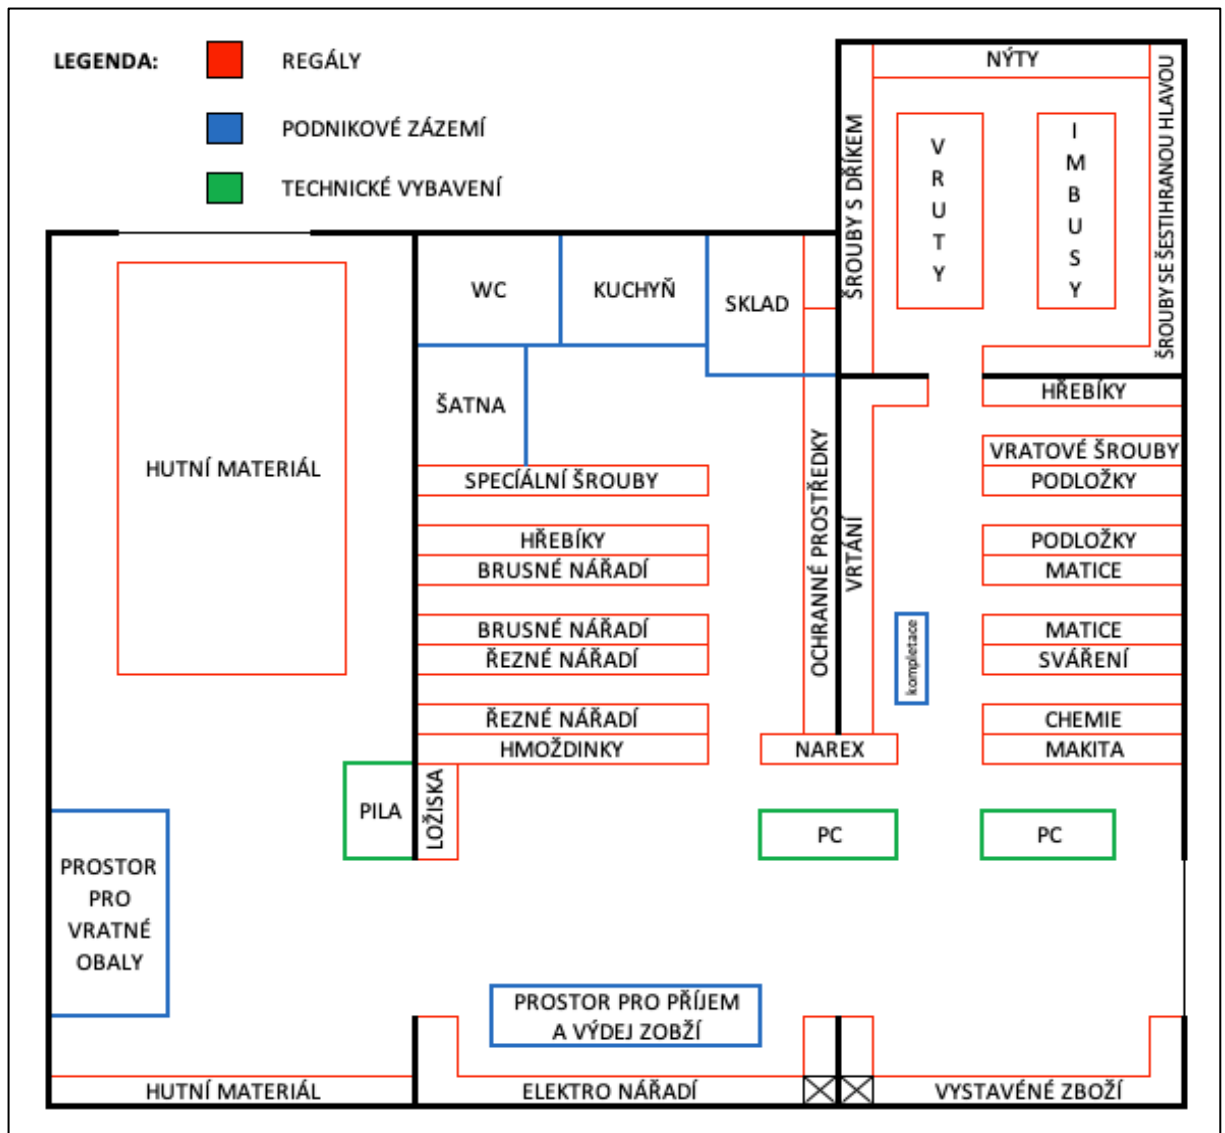 LEGENDA:
REGÁLY
PODNIKOVÉ ZÁZEMÍ
TECHNICKÉ VYBAVENÍ
NÝTY
ŠROUBY S DŘÍKEM
VRUTY
IMBUSY
ŠROUBY SE ŠESTIHRANOU HLAVOU
WC
KUCHYŇ
SKLAD
ŠATNA
HUTNÍ MATERIÁL
SPECÍÁLNÍ ŠROUBY
HŘEBÍKY
BRUSNÉ NÁŘADÍ
BRUSNÉ NÁŘADÍ
ŘEZNÉ NÁŘADÍ
ŘEZNÉ NÁŘADÍ
HMOŽDINKY
LOŽISKA
PILA
OCHRANNÉ PROSTŘEDKY
VRTÁNÍ
NAREX
kompletace
HŘEBÍKY
VRATOVÉ ŠROUBY
PODLOŽKY
PODLOŽKY
MATICE
MATICE
SVÁŘENÍ
CHEMIE
MAKITA
PC
PC
PROSTOR
PRO
VRATNÉ
OBALY
PROSTOR PRO PŘÍJEM
A VÝDEJ ZOBŽÍ
HUTNÍ MATERIÁL
ELEKTRO NÁŘADÍ
VYSTAVÉNÉ ZBOŽÍ